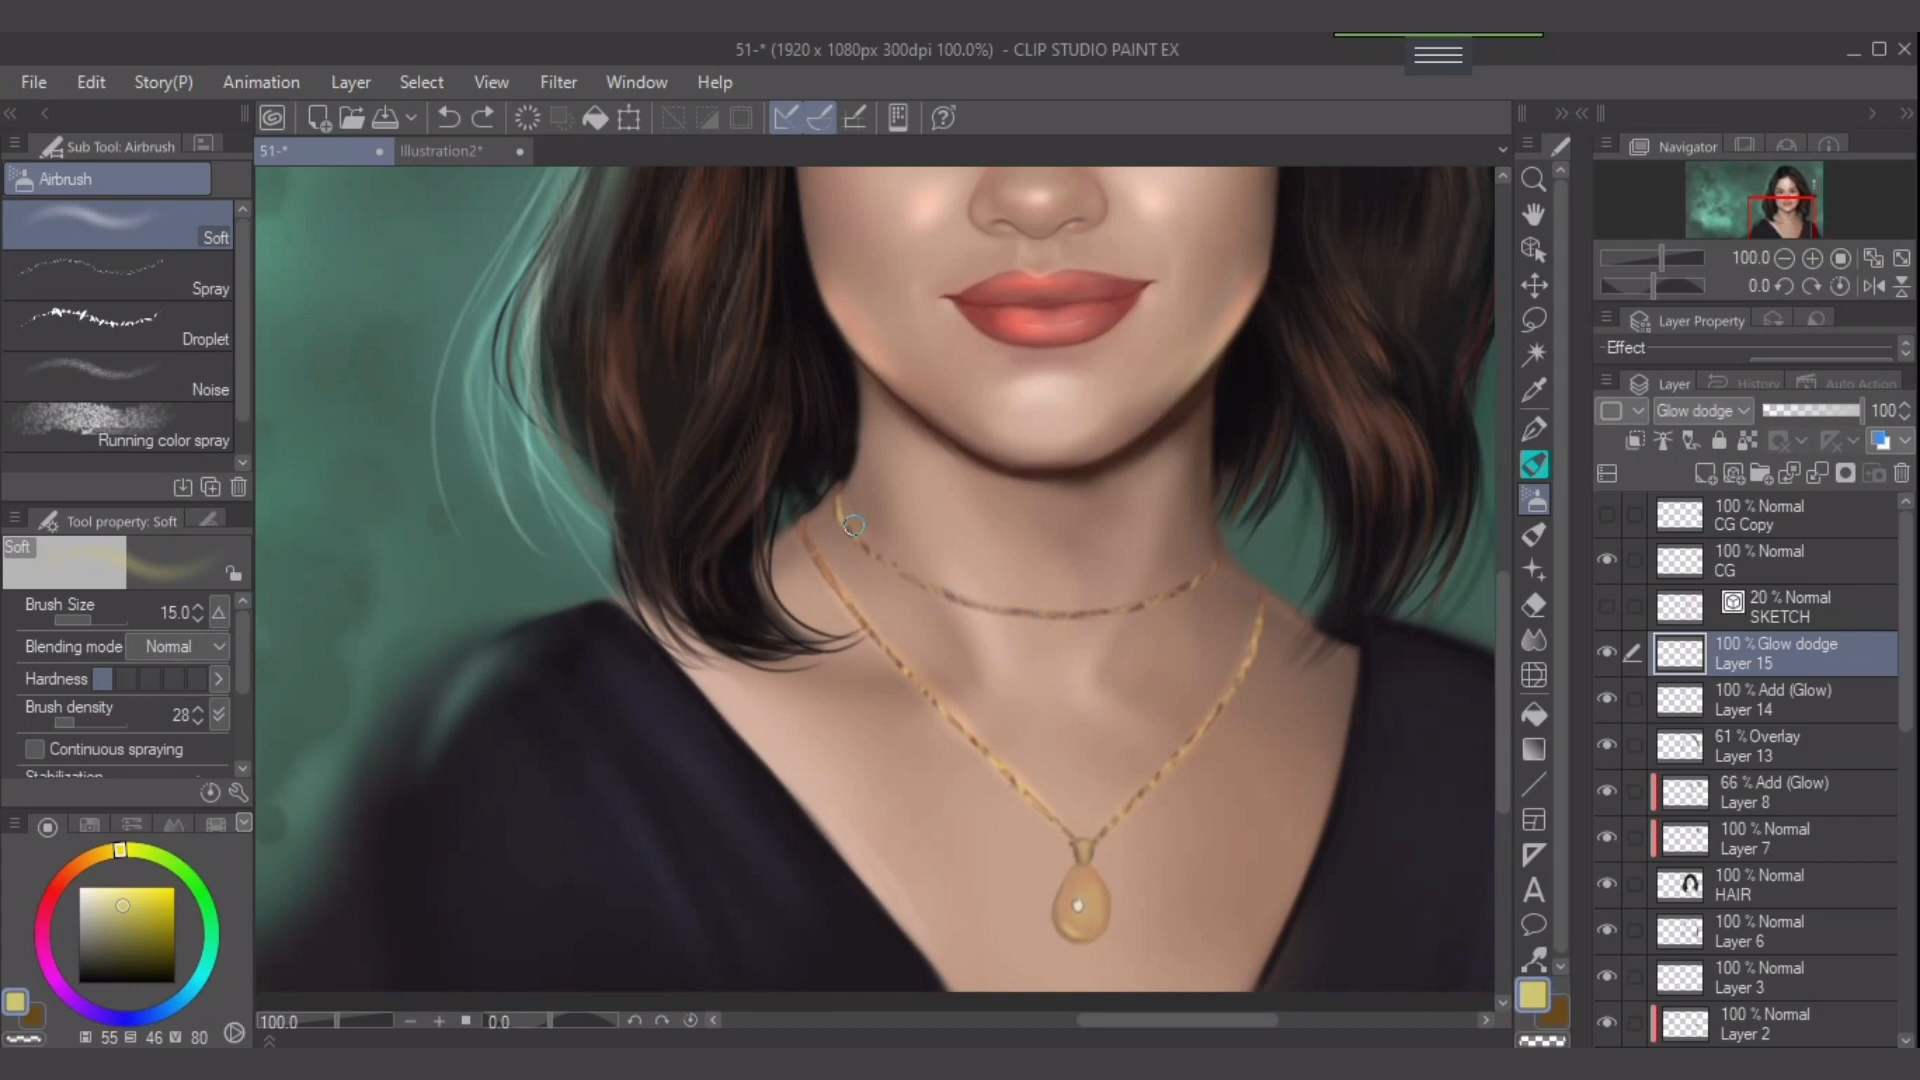 51-* (1920 x 1080px 300dpi 100.0%) - CLIP STUDIO PAINT EX
File Edit Story(P) Animation Layer Select View Filter Window Help
Sub Tool: Airbrush
51-* Illustration2*
Airbrush
Soft
Spray
Droplet
Noise
Running color spray
Tool property: Soft
Soft
Brush Size 15.0
Blending mode Normal
Hardness
Brush density 28
Continuous spraying
Stabilization
H 55 S 46 V 80
100.0 0.0
Navigator
100.0
0.0
Layer Property
Effect
Layer History Auto Action
Glow dodge 100
100 % Normal
CG Copy
100 % Normal
CG
20 % Normal
SKETCH
100 % Glow dodge
Layer 15
100 % Add (Glow)
Layer 14
61 % Overlay
Layer 13
66 % Add (Glow)
Layer 8
100 % Normal
Layer 7
100 % Normal
HAIR
100 % Normal
Layer 6
100 % Normal
Layer 3
100 % Normal
Layer 2